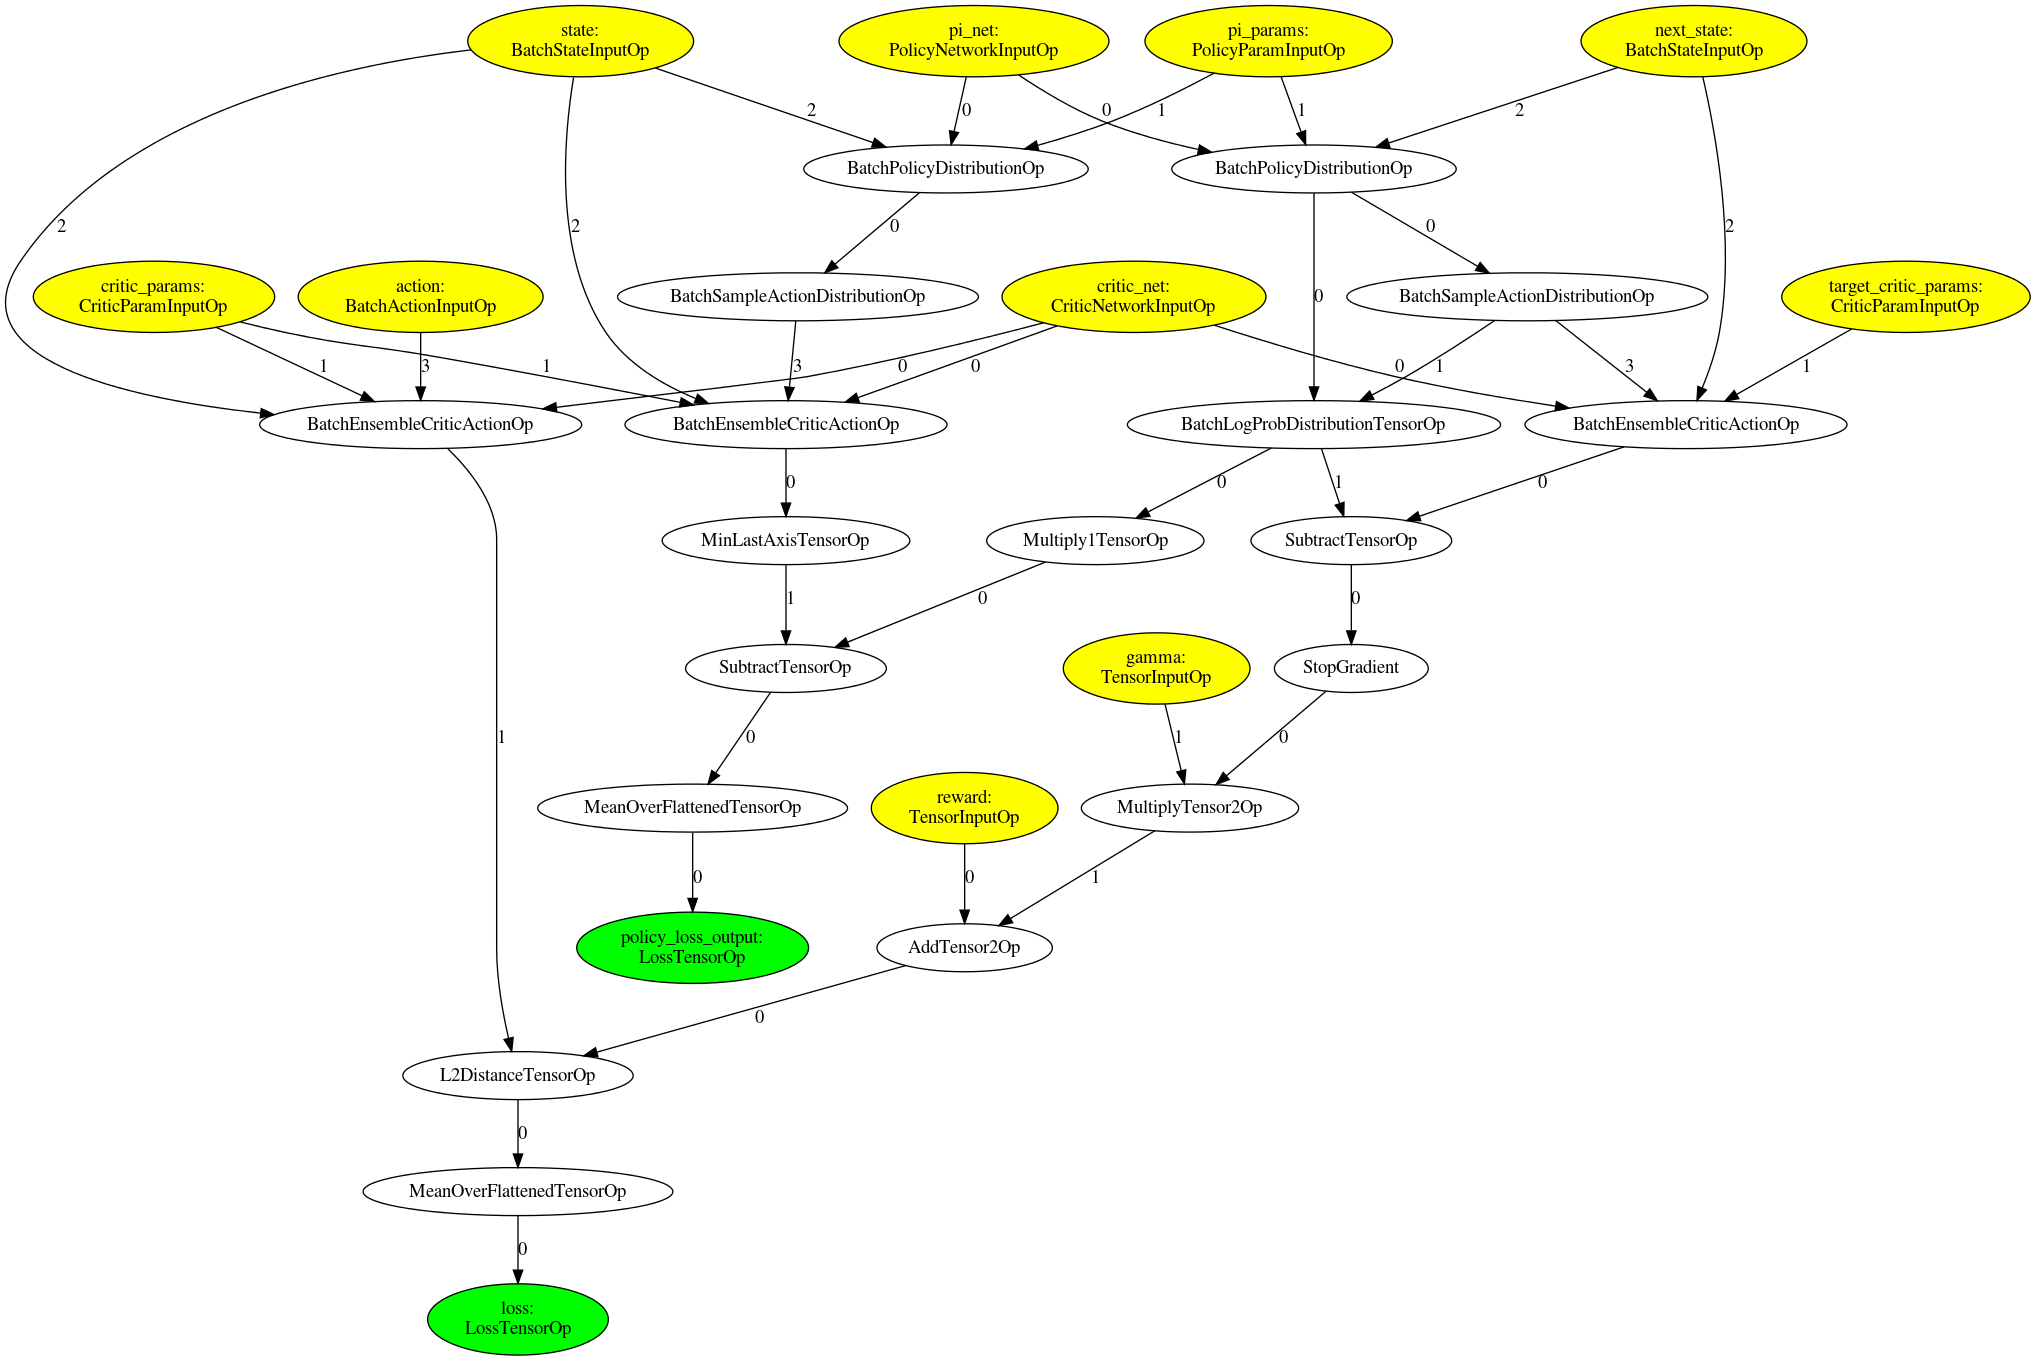 state:
BatchStateInputOp
pi_net:
PolicyNetworkInputOp
pi_params:
PolicyParamInputOp
next_state:
BatchStateInputOp
2
0
0
1
1
2
BatchPolicyDistributionOp
BatchPolicyDistributionOp
2
2
0
0
2
critic_params:
CriticParamInputOp
action:
BatchActionInputOp
BatchSampleActionDistributionOp
critic_net:
CriticNetworkInputOp
0
BatchSampleActionDistributionOp
target_critic_params:
CriticParamInputOp
1
3
1
3
0
0
0
1
3
1
BatchEnsembleCriticActionOp
BatchEnsembleCriticActionOp
BatchLogProbDistributionTensorOp
BatchEnsembleCriticActionOp
0
0
1
0
MinLastAxisTensorOp
Multiply1TensorOp
SubtractTensorOp
1
0
0
SubtractTensorOp
gamma:
TensorInputOp
StopGradient
1
0
1
0
MeanOverFlattenedTensorOp
reward:
TensorInputOp
MultiplyTensor2Op
0
0
1
policy_loss_output:
LossTensorOp
AddTensor2Op
0
L2DistanceTensorOp
0
MeanOverFlattenedTensorOp
0
loss:
LossTensorOp